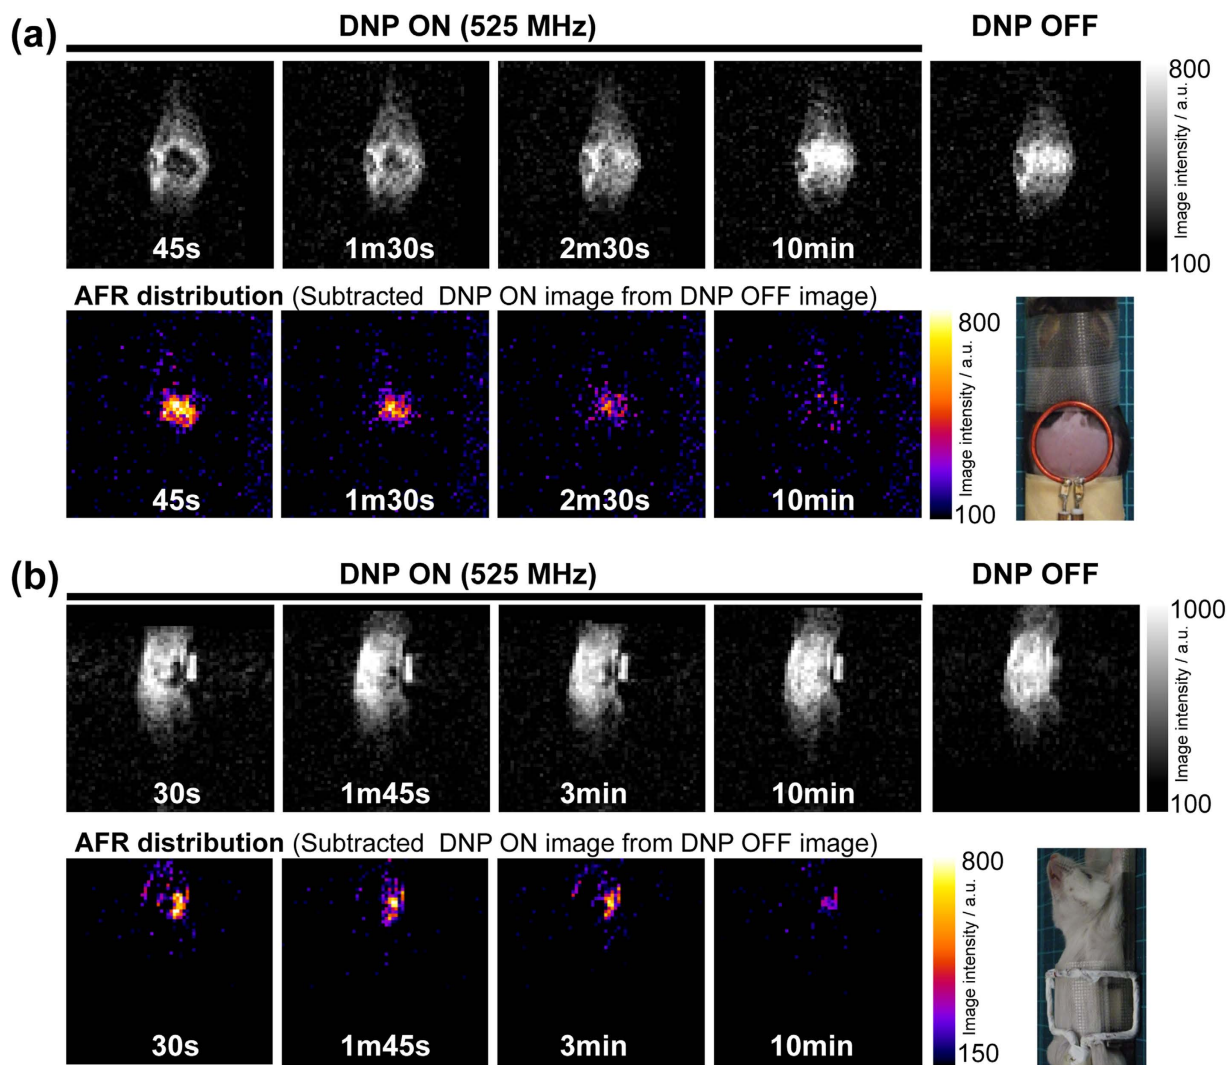 (a) DNP ON (525 MHz) DNP OFF
800
Image intensity / a.u.
100
45s 1m30s 2m30s 10min
AFR distribution (Subtracted DNP ON image from DNP OFF image)
800
Image intensity / a.u.
100
45s 1m30s 2m30s 10min
(b) DNP ON (525 MHz) DNP OFF
1000
Image intensity / a.u.
100
30s 1m45s 3min 10min
AFR distribution (Subtracted DNP ON image from DNP OFF image)
800
Image intensity / a.u.
150
30s 1m45s 3min 10min